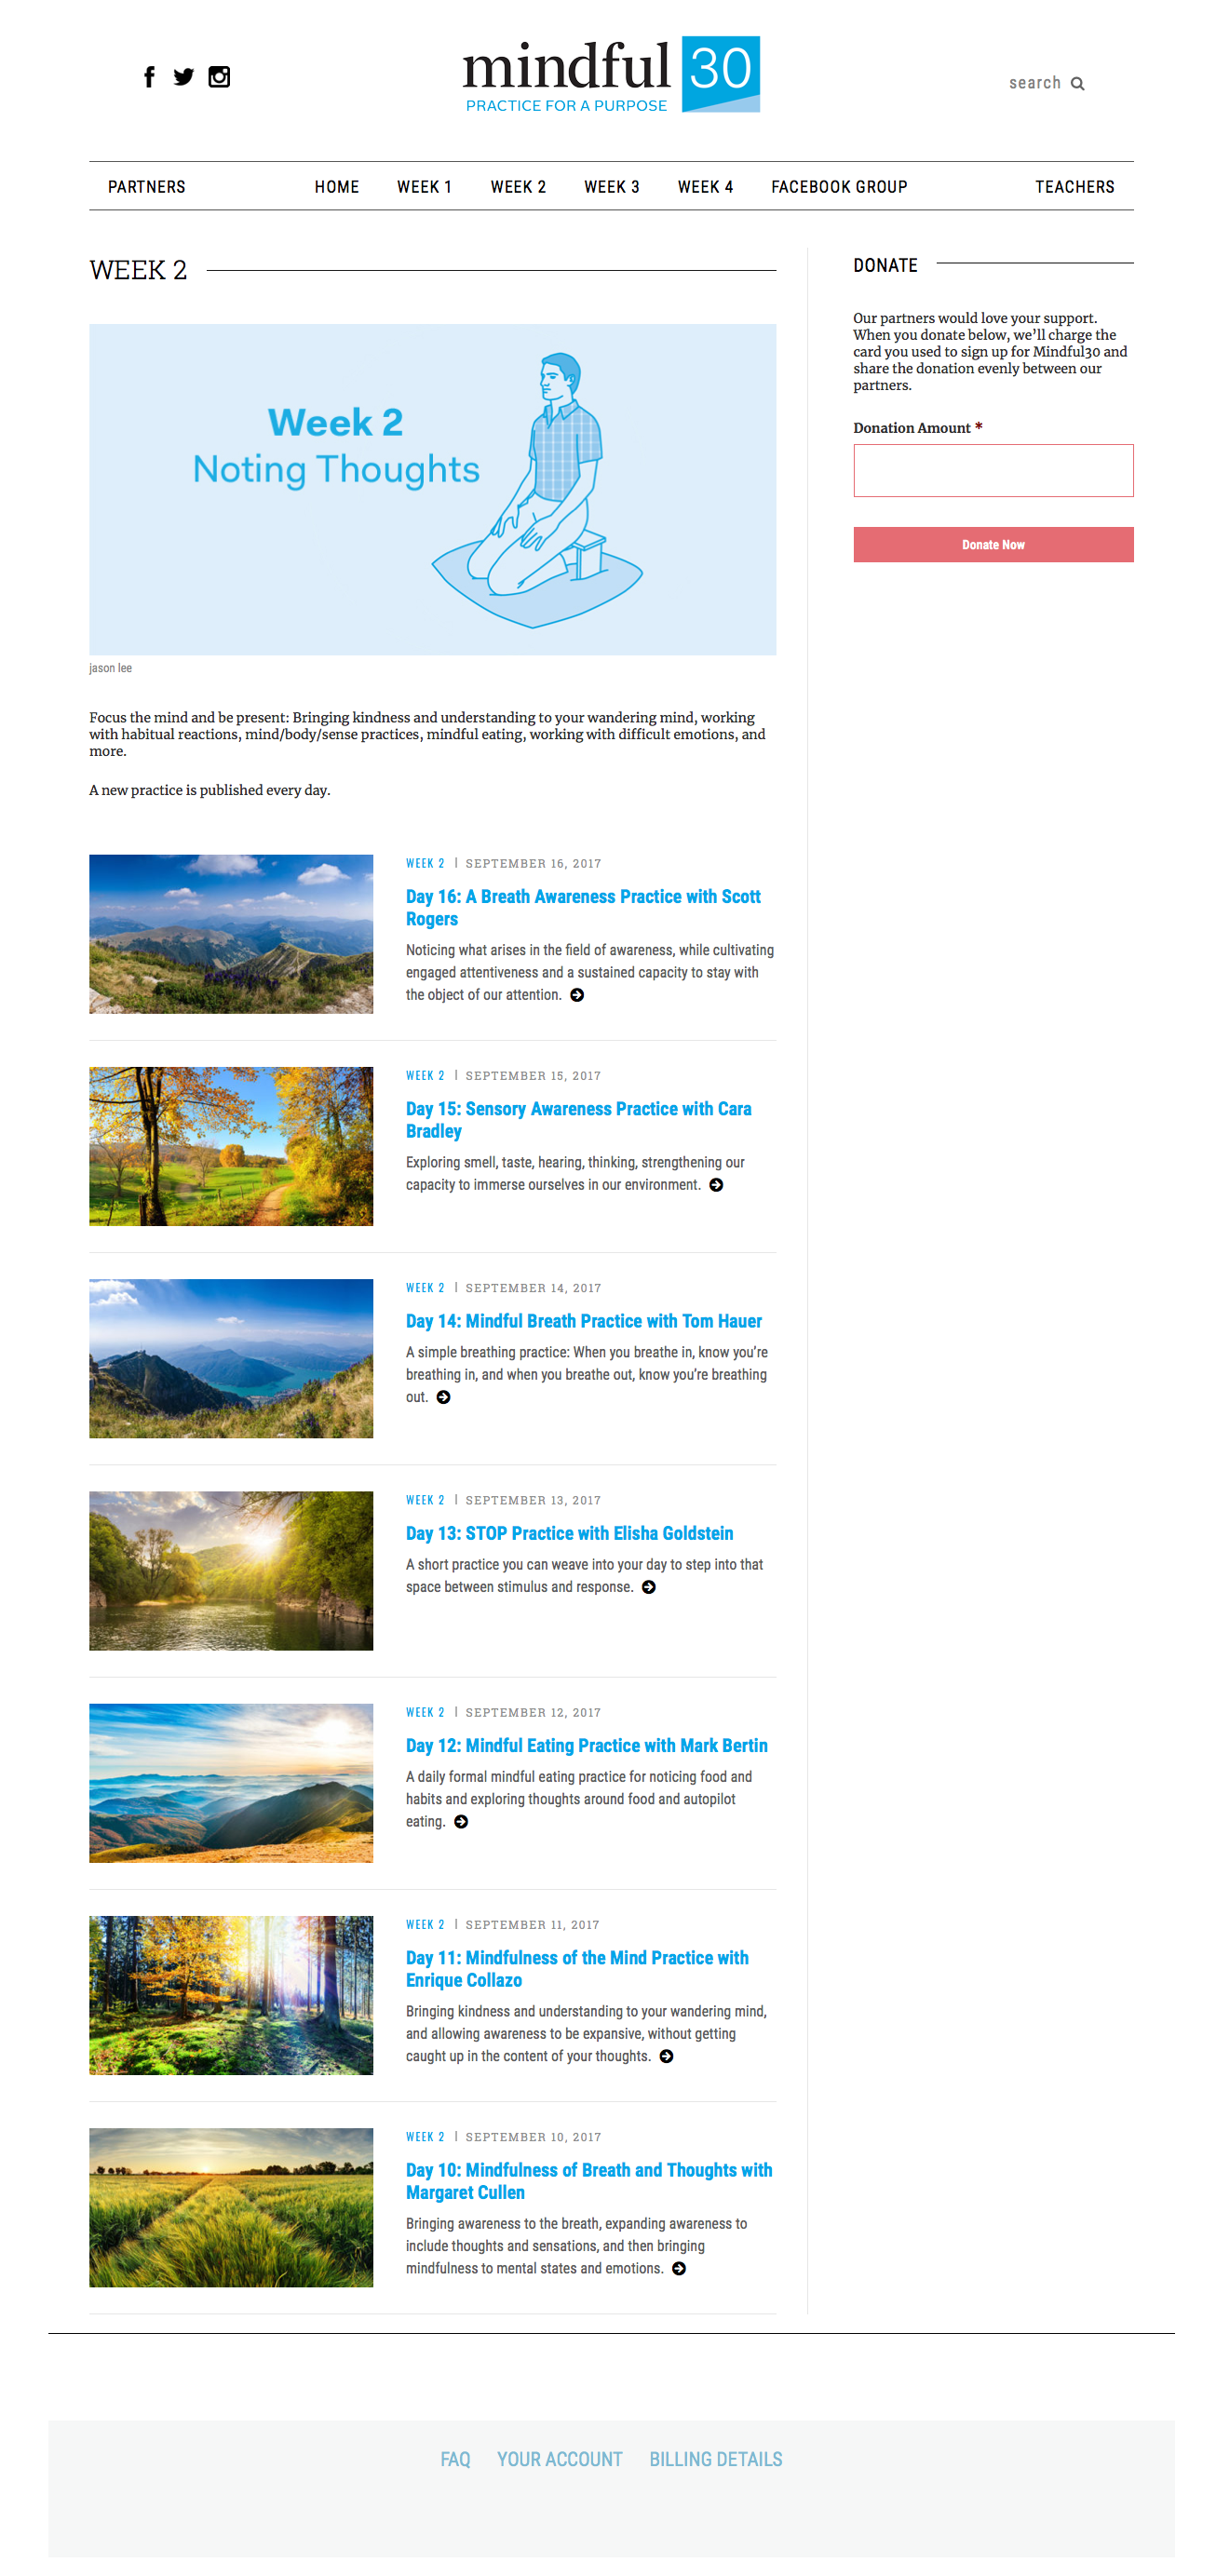 mindful 30
PRACTICE FOR A PURPOSE
search
PARTNERS HOME WEEK 1 WEEK 2 WEEK 3 WEEK 4 FACEBOOK GROUP TEACHERS
WEEK 2
Week 2
Noting Thoughts
jason lee
Focus the mind and be present: Bringing kindness and understanding to your wandering mind, working
with habitual reactions, mind/body/sense practices, mindful eating, working with difficult emotions, and
more.
A new practice is published every day.
WEEK 2 | SEPTEMBER 16, 2017
Day 16: A Breath Awareness Practice with Scott
Rogers
Noticing what arises in the field of awareness, while cultivating
engaged attentiveness and a sustained capacity to stay with
the object of our attention.
WEEK 2 | SEPTEMBER 15, 2017
Day 15: Sensory Awareness Practice with Cara
Bradley
Exploring smell, taste, hearing, thinking, strengthening our
capacity to immerse ourselves in our environment.
WEEK 2 | SEPTEMBER 14, 2017
Day 14: Mindful Breath Practice with Tom Hauer
A simple breathing practice: When you breathe in, know you’re
breathing in, and when you breathe out, know you’re breathing
out.
WEEK 2 | SEPTEMBER 13, 2017
Day 13: STOP Practice with Elisha Goldstein
A short practice you can weave into your day to step into that
space between stimulus and response.
WEEK 2 | SEPTEMBER 12, 2017
Day 12: Mindful Eating Practice with Mark Bertin
A daily formal mindful eating practice for noticing food and
habits and exploring thoughts around food and autopilot
eating.
WEEK 2 | SEPTEMBER 11, 2017
Day 11: Mindfulness of the Mind Practice with
Enrique Collazo
Bringing kindness and understanding to your wandering mind,
and allowing awareness to be expansive, without getting
caught up in the content of your thoughts.
WEEK 2 | SEPTEMBER 10, 2017
Day 10: Mindfulness of Breath and Thoughts with
Margaret Cullen
Bringing awareness to the breath, expanding awareness to
include thoughts and sensations, and then bringing
mindfulness to mental states and emotions.
DONATE
Our partners would love your support.
When you donate below, we’ll charge the
card you used to sign up for Mindful30 and
share the donation evenly between our
partners.
Donation Amount *
Donate Now
FAQ YOUR ACCOUNT BILLING DETAILS